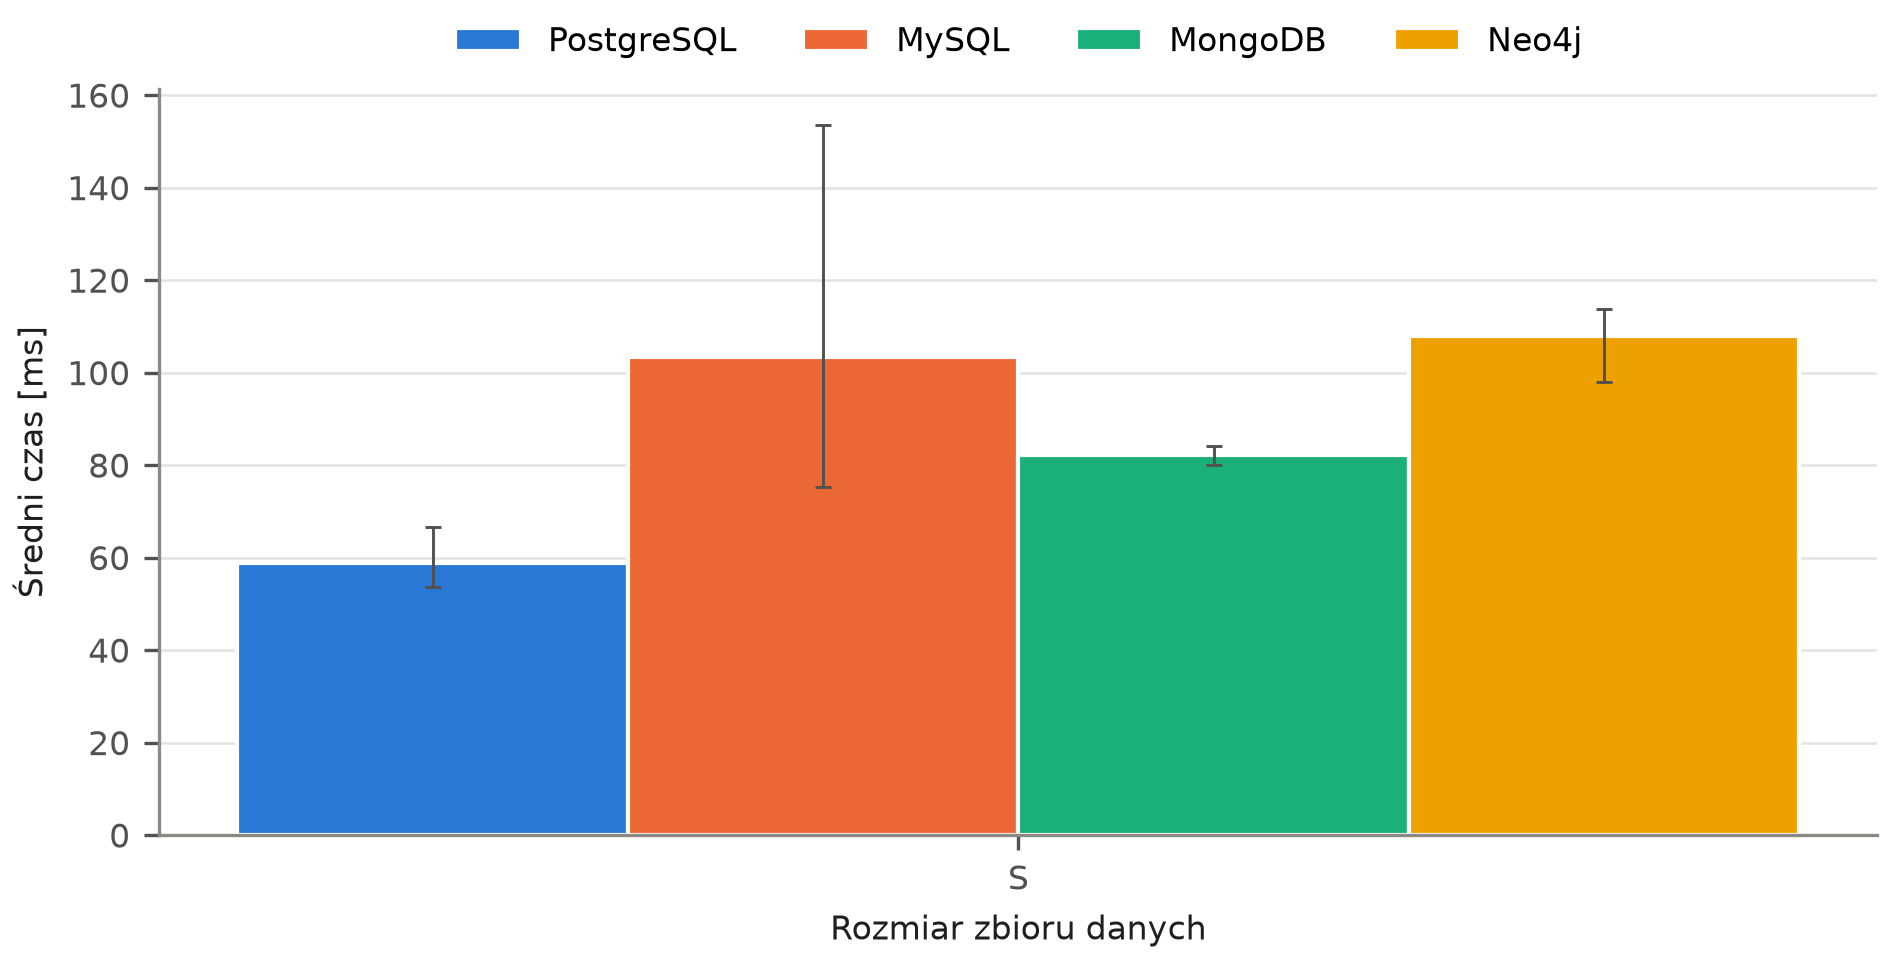 PostgreSQL MySQL MongoDB Neo4j
160
140
120
100
80
60
40
20
0
Średni czas [ms]
S
Rozmiar zbioru danych